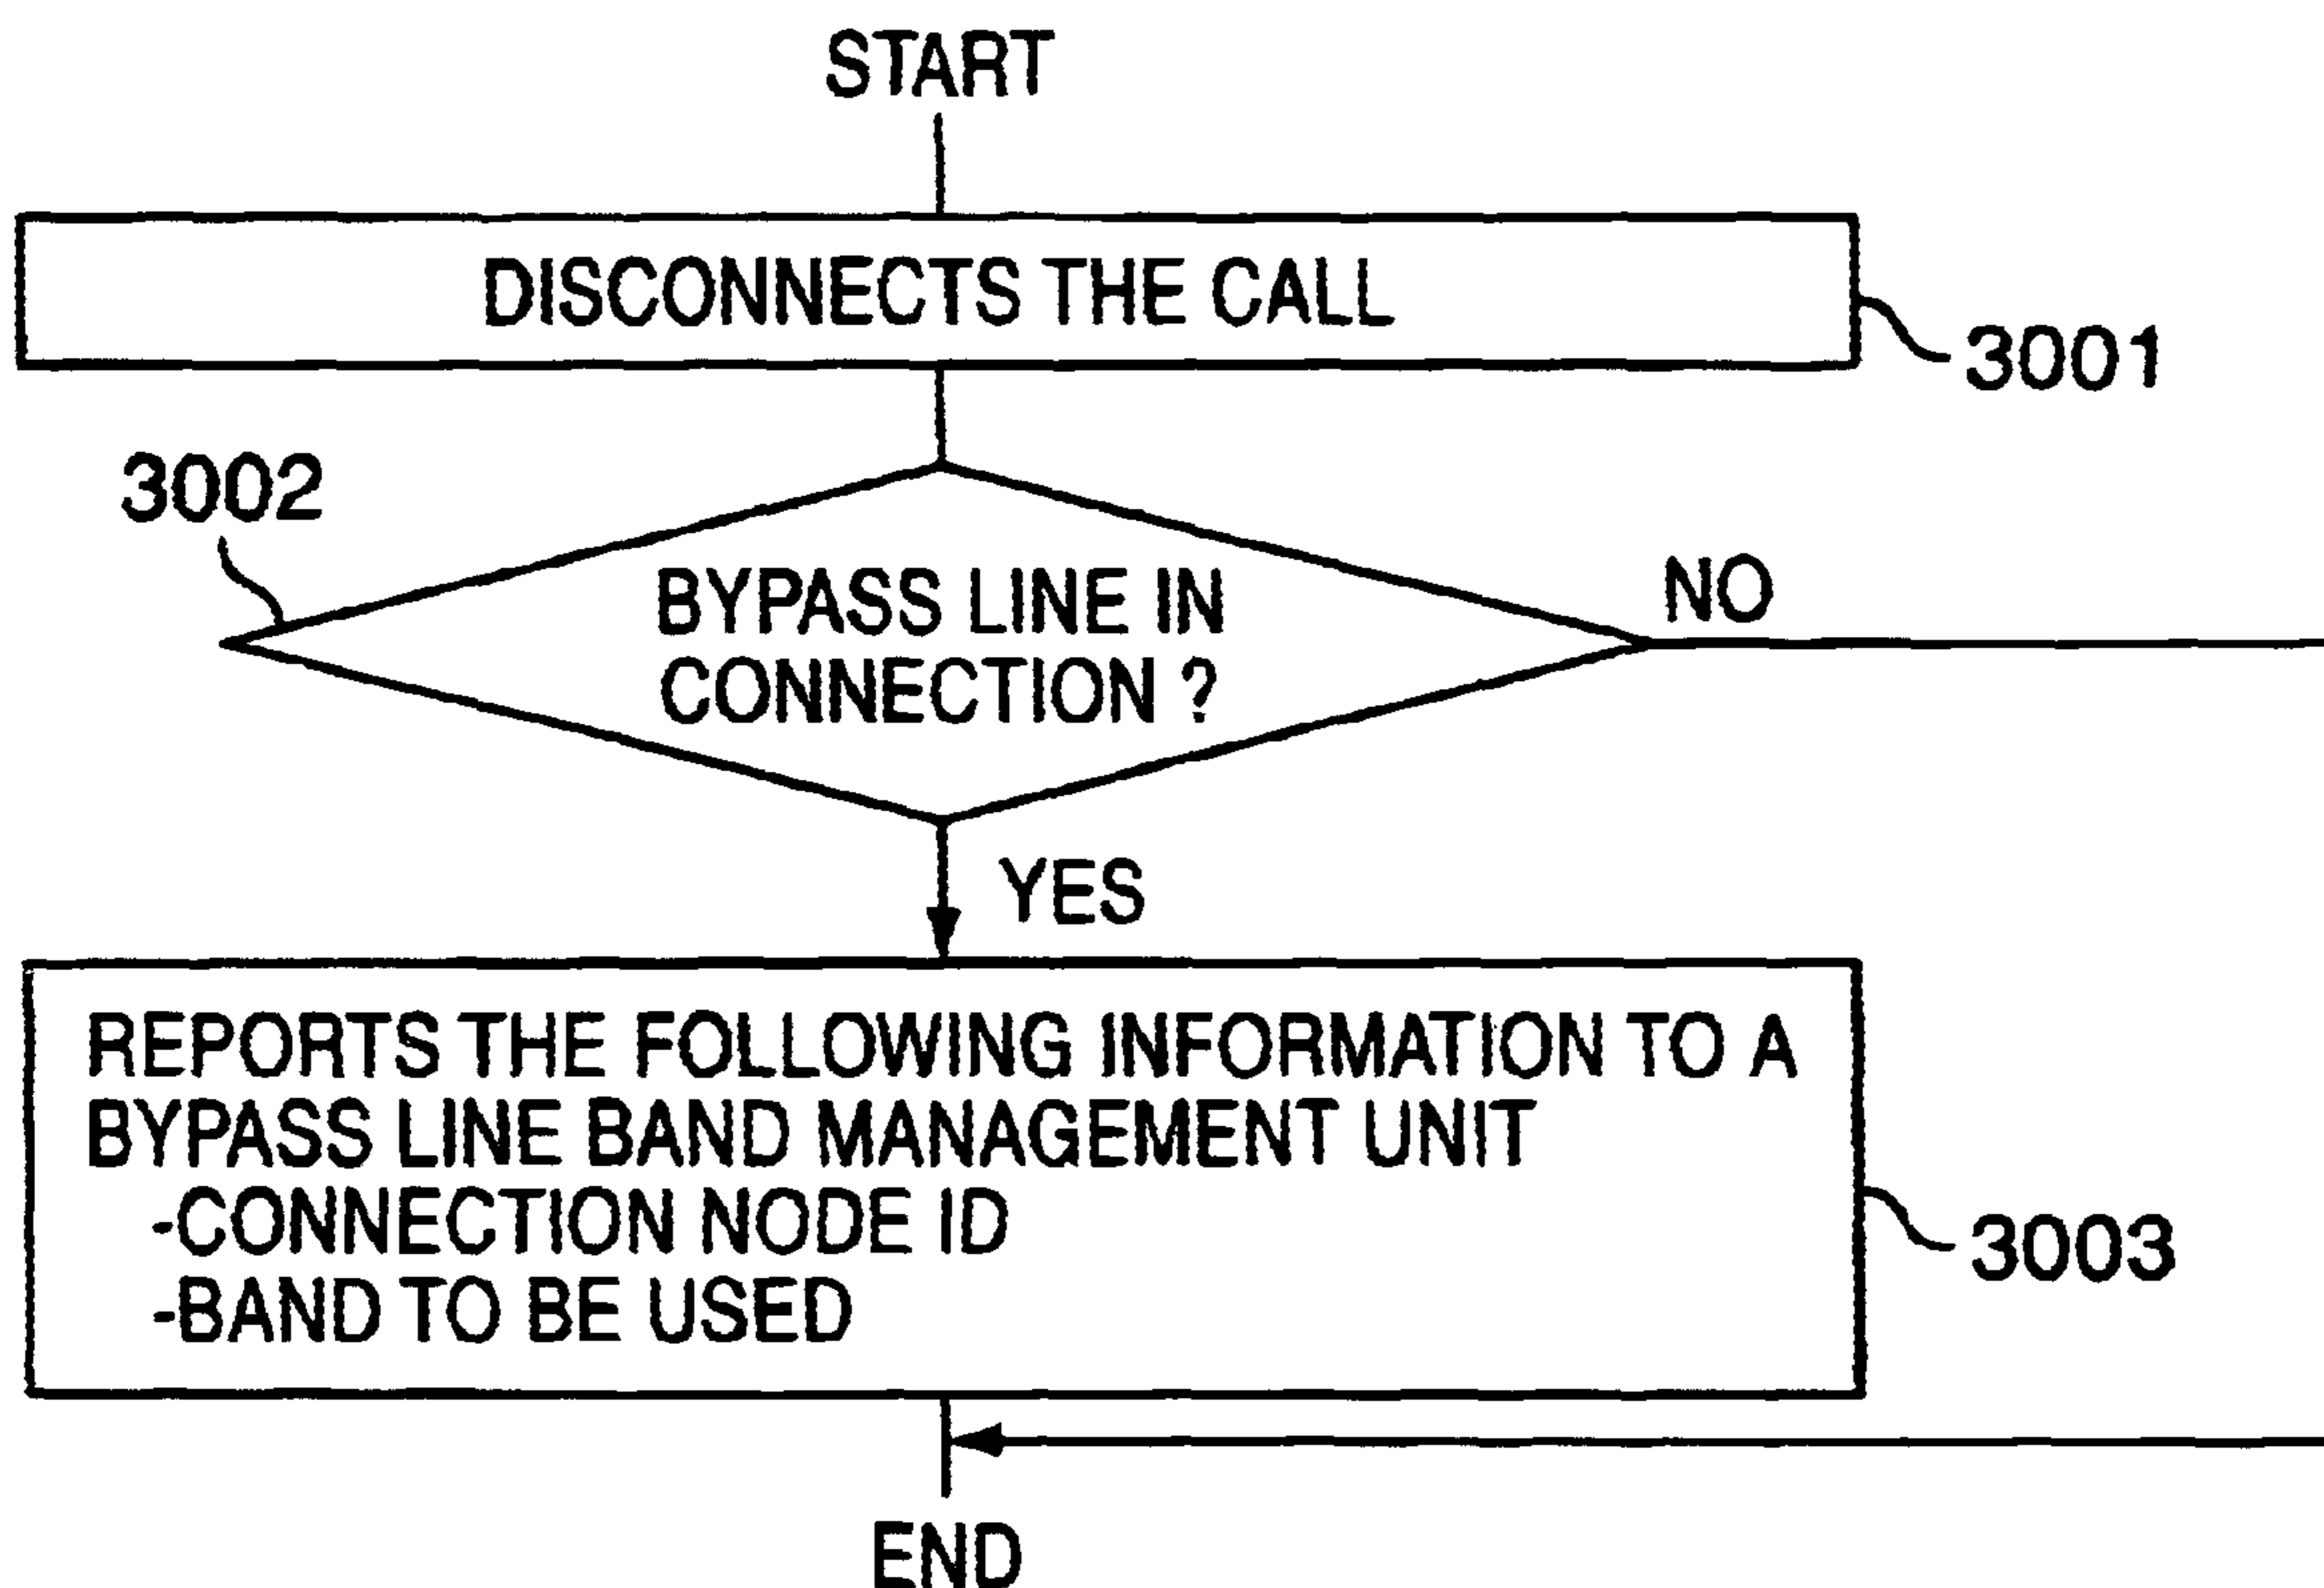 START
DISCONNECTS THE CALL
3001
3002
BYPASS LINE IN
CONNECTION ?
NO
YES
REPORTS THE FOLLOWING INFORMATION TO A
BYPASS LINE BAND MANAGEMENT UNIT
-CONNECTION NODE ID
-BAND TO BE USED
3003
END